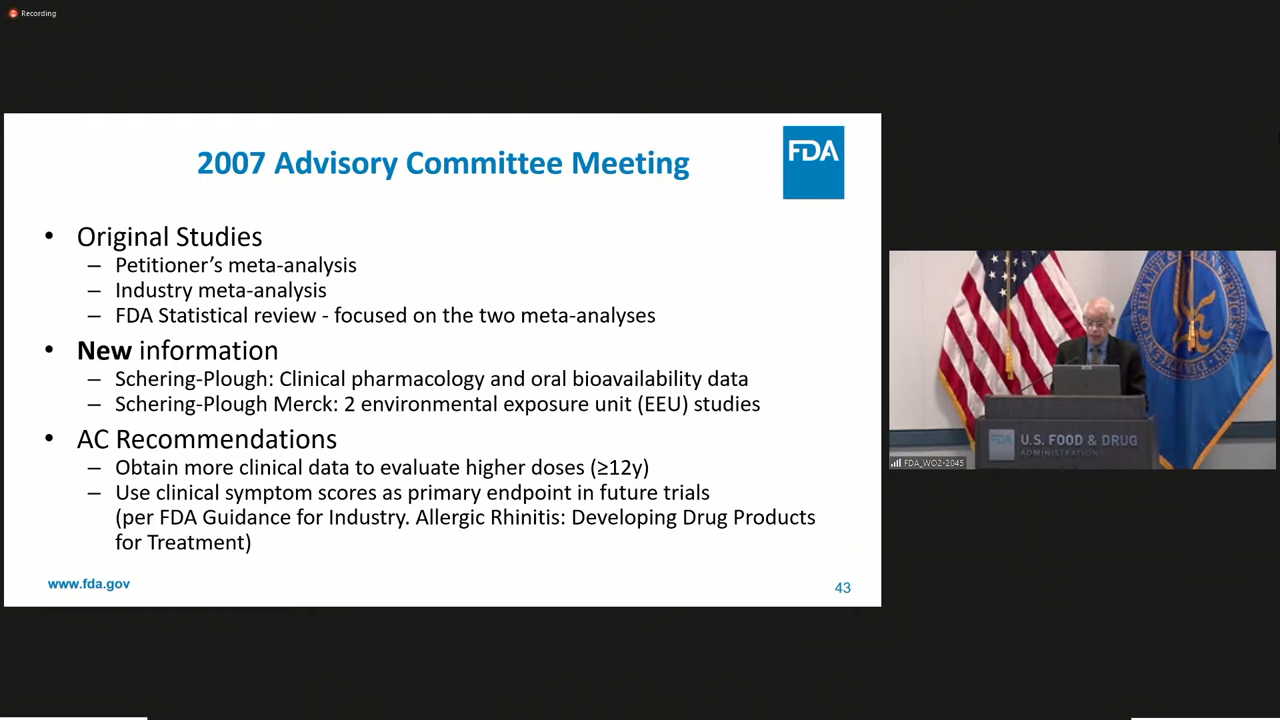 Recording
2007 Advisory Committee Meeting
FDA
• Original Studies
– Petitioner’s meta-analysis
– Industry meta-analysis
– FDA Statistical review - focused on the two meta-analyses
• New information
– Schering-Plough: Clinical pharmacology and oral bioavailability data
– Schering-Plough Merck: 2 environmental exposure unit (EEU) studies
• AC Recommendations
– Obtain more clinical data to evaluate higher doses (≥12y)
– Use clinical symptom scores as primary endpoint in future trials
(per FDA Guidance for Industry. Allergic Rhinitis: Developing Drug Products
for Treatment)
www.fda.gov
43
FDA
U.S. FOOD & DRUG
ADMINISTRATION
FDA_WO2-2045